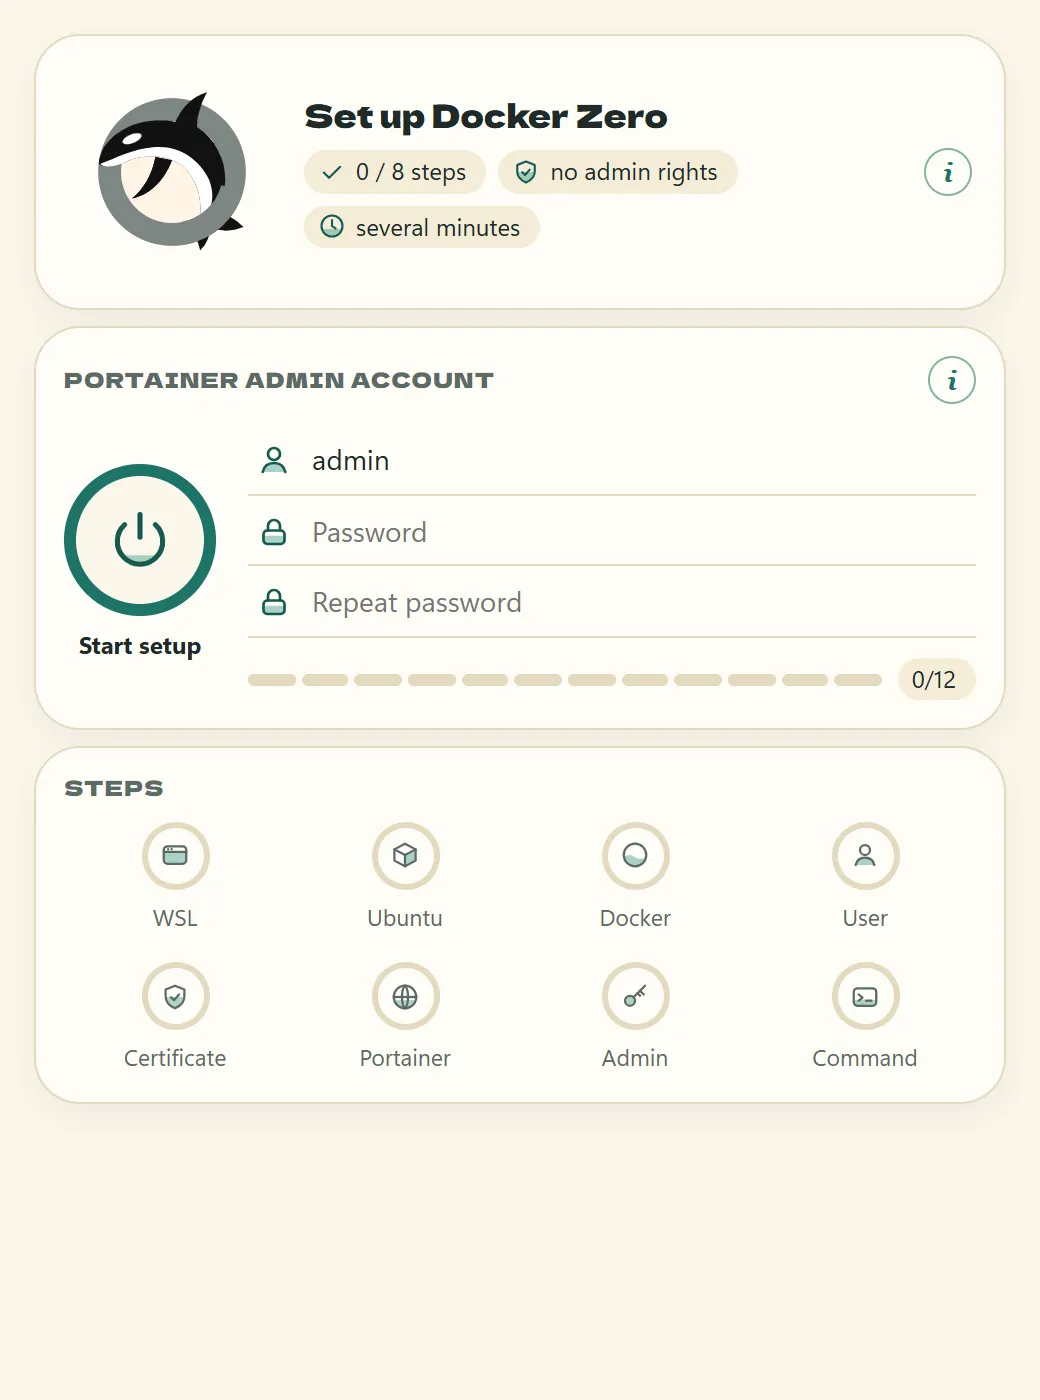 Set up Docker Zero
0 / 8 steps
no admin rights
several minutes
i
PORTAINER ADMIN ACCOUNT
i
admin
Password
Repeat password
Start setup
0/12
STEPS
WSL
Ubuntu
Docker
User
Certificate
Portainer
Admin
Command